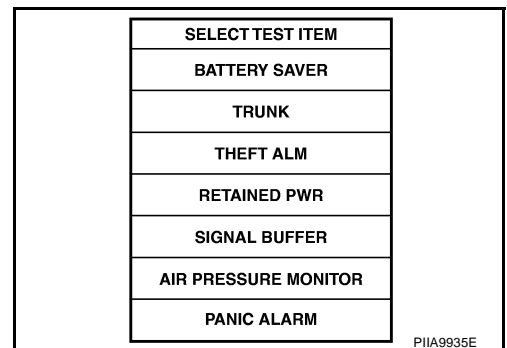 SELECT TEST ITEM
BATTERY SAVER
TRUNK
THEFT ALM
RETAINED PWR
SIGNAL BUFFER
AIR PRESSURE MONITOR
PANIC ALARM
PIIA9935E